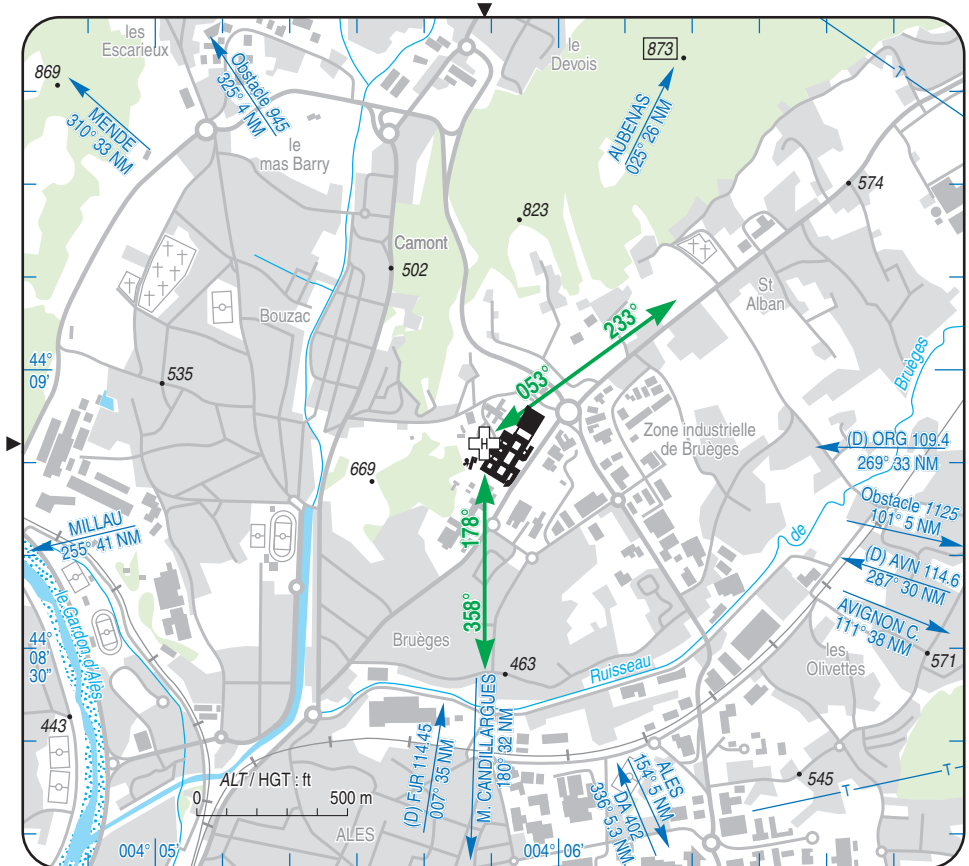 les
Escarieux
869
Obstacle 945
325° 4 NM
MENDE
310° 33 NM
le
mas Barry
le
Devois
873
AUBENAS
025° 26 NM
T
574
823
Camont
502
Bouzac
St
Alban
233°
053°
44°
09'
535
Bruèges
Zone industrielle
de Bruèges
H
(D) ORG 109.4
269° 33 NM
669
Obstacle 1125
101° 5 NM
MILLAU
255° 41 NM
178°
358°
de
(D) AVN 114.6
287° 30 NM
AVIGNON C.
111° 38 NM
le Gardon d'Alès
44°
08'
30"
Bruèges
463
Ruisseau
les
Olivettes
571
443
(D) FJR 114.45
007° 35 NM
M. CANDILLARGUES
180° 32 NM
ALES
154° 5 NM
DA 402
336° 5.3 NM
545
T
T
ALT / HGT : ft
0
500 m
ALES
004° 05'
004° 06'